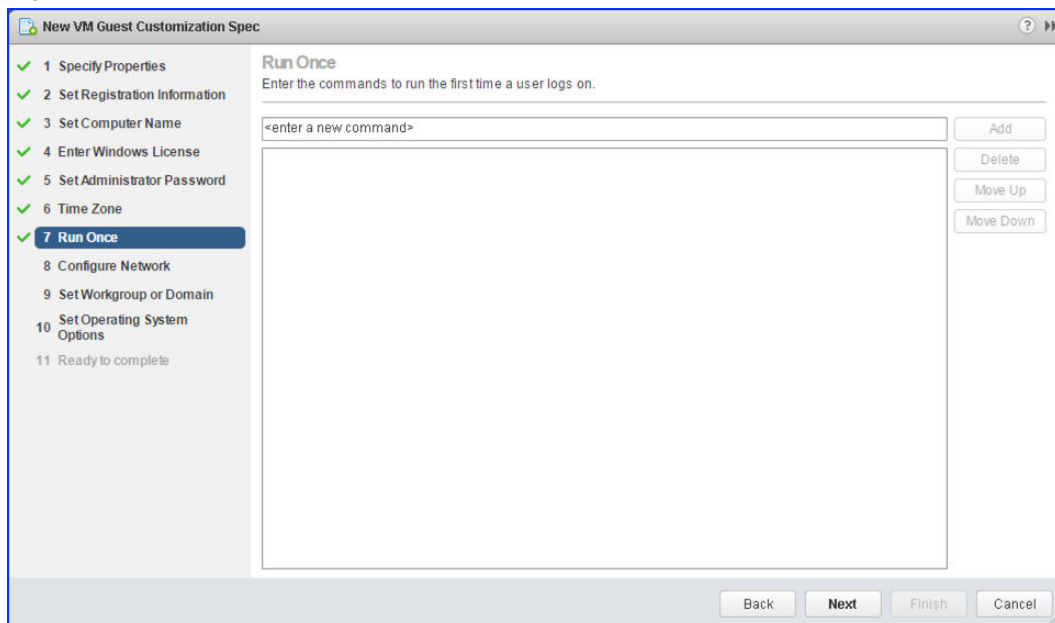 New VM Guest Customization Spec
1 Specify Properties
2 Set Registration Information
3 Set Computer Name
4 Enter Windows License
5 Set Administrator Password
6 Time Zone
7 Run Once
8 Configure Network
9 Set Workgroup or Domain
10 Set Operating System
Options
11 Ready to complete
Run Once
Enter the commands to run the first time a user logs on.
<enter a new command>
Add
Delete
Move Up
Move Down
Back Next Finish Cancel